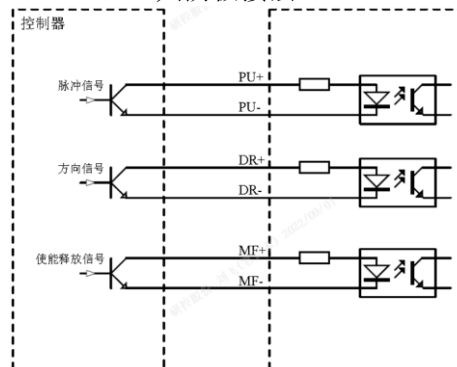 控制器
脉冲信号
PU+
PU-
方向信号
DR+
DR-
使能释放信号
MF+
MF-